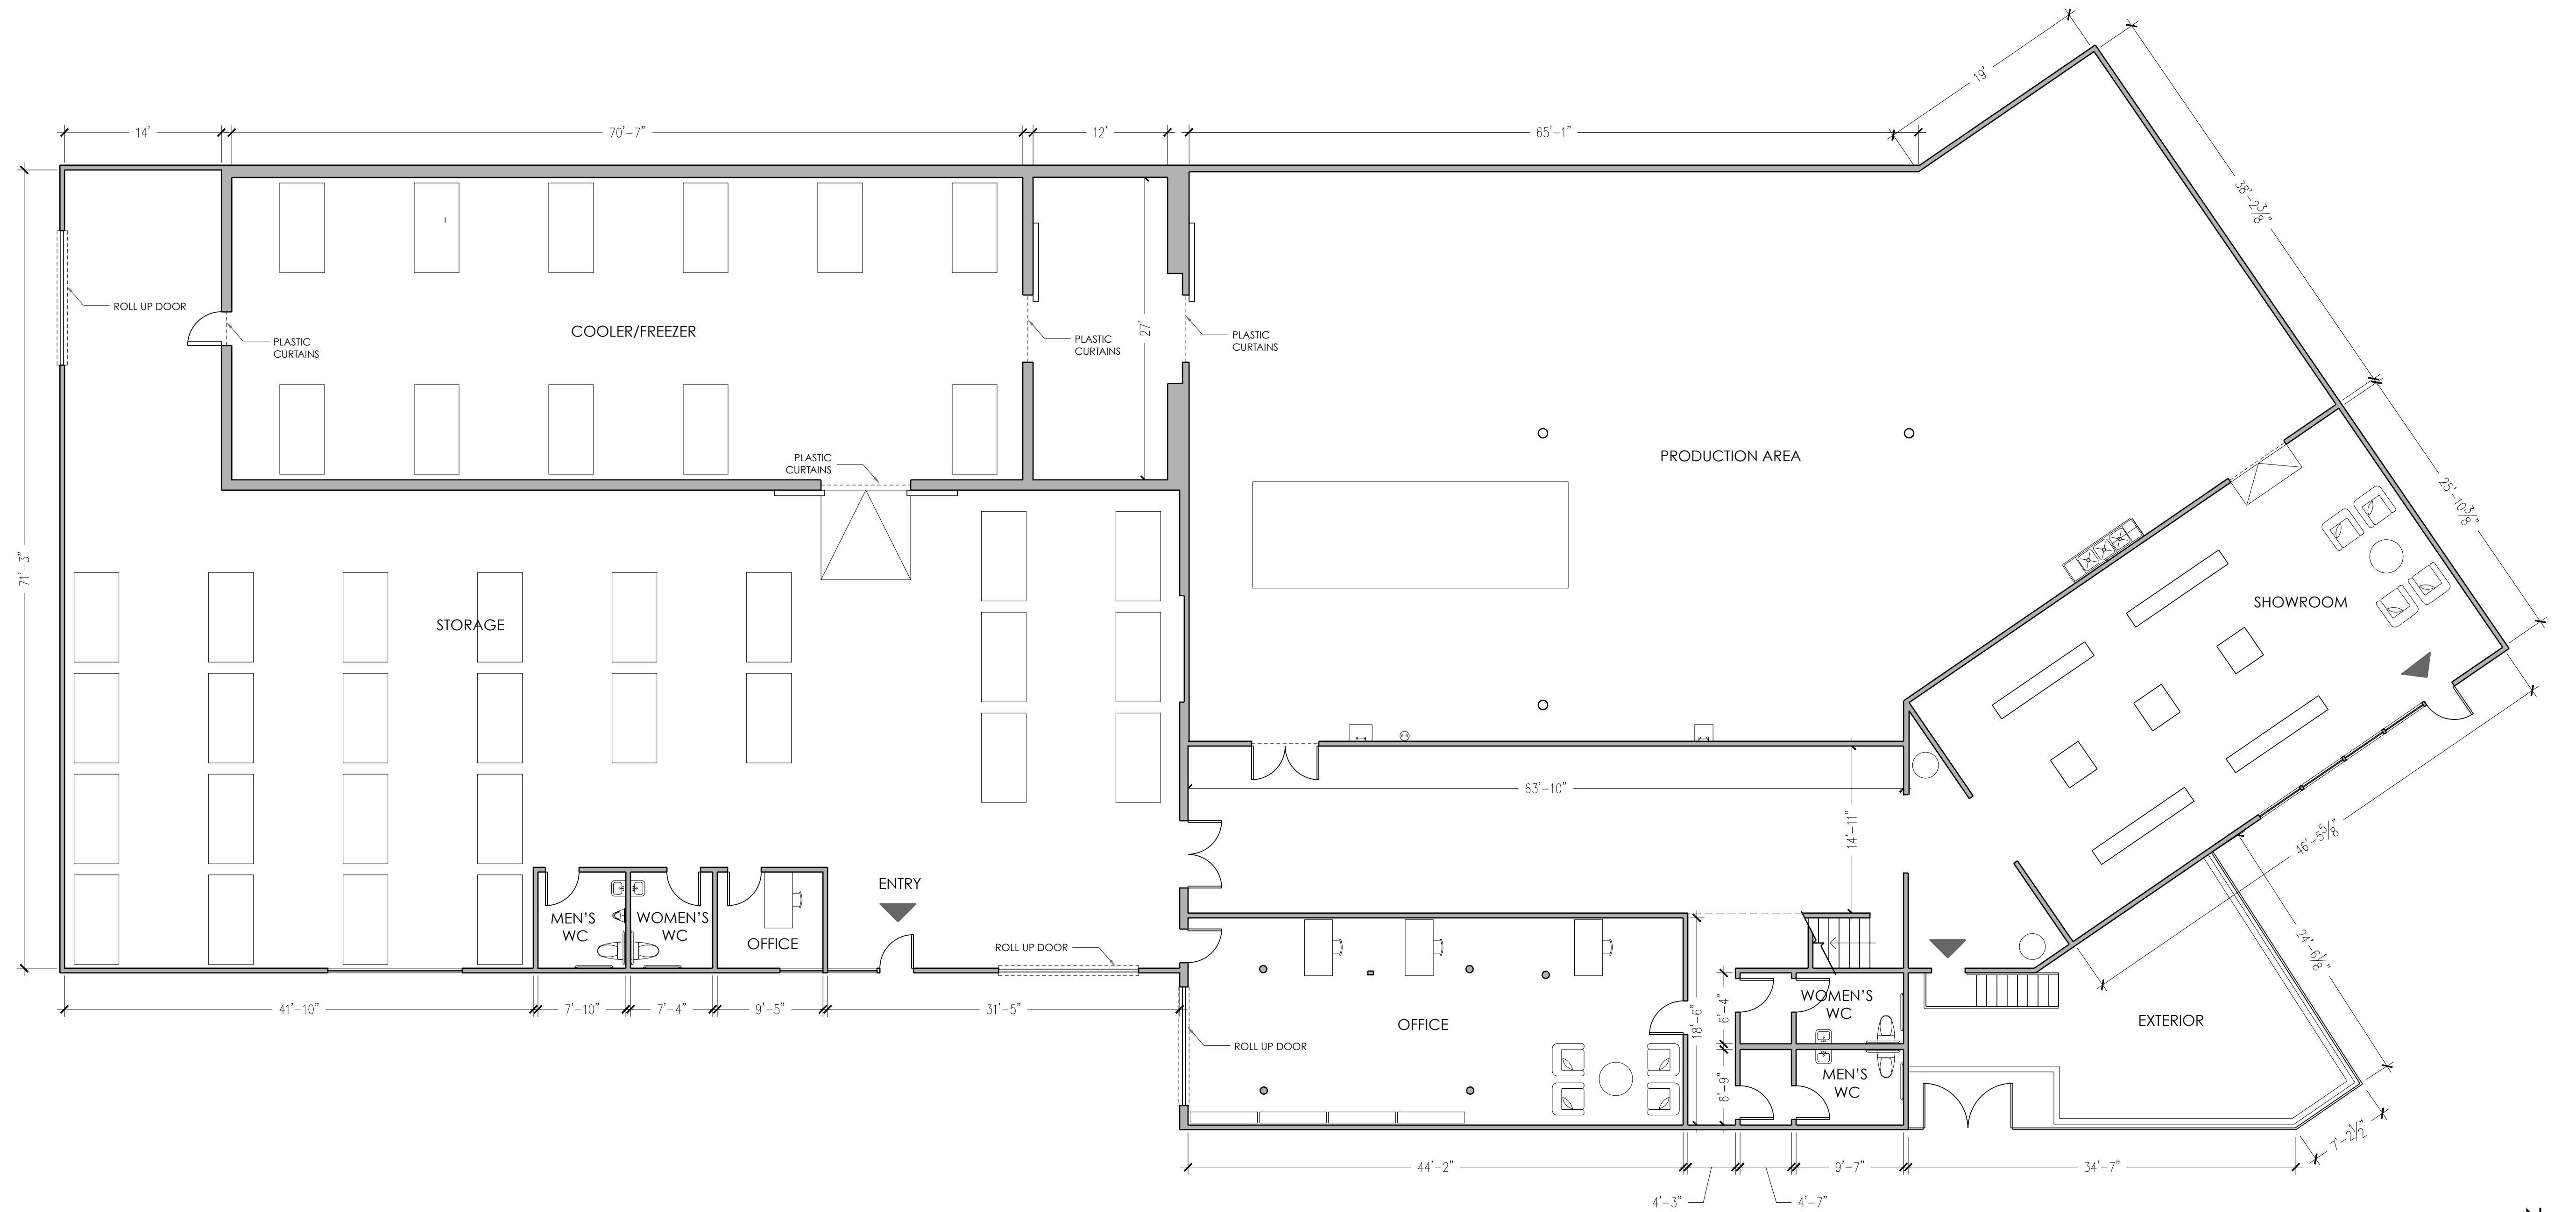 19'
14'
70'-7"
12'
65'-1"
38'-2 3/8"
ROLL UP DOOR
COOLER/FREEZER
PLASTIC
CURTAINS
PLASTIC
CURTAINS
27'
PLASTIC
CURTAINS
PLASTIC
CURTAINS
PRODUCTION AREA
25'-10 3/8"
71'-3"
STORAGE
SHOWROOM
63'-10"
14'-11"
46'-5 5/8"
ENTRY
MEN'S
WC
WOMEN'S
WC
OFFICE
ROLL UP DOOR
24'-6 1/8"
41'-10"
7'-10"
7'-4"
9'-5"
31'-5"
WOMEN'S
WC
6'-4"
18'-6"
OFFICE
EXTERIOR
ROLL UP DOOR
MEN'S
WC
6'-9"
7'-2 1/2"
44'-2"
9'-7"
34'-7"
4'-3"
4'-7"